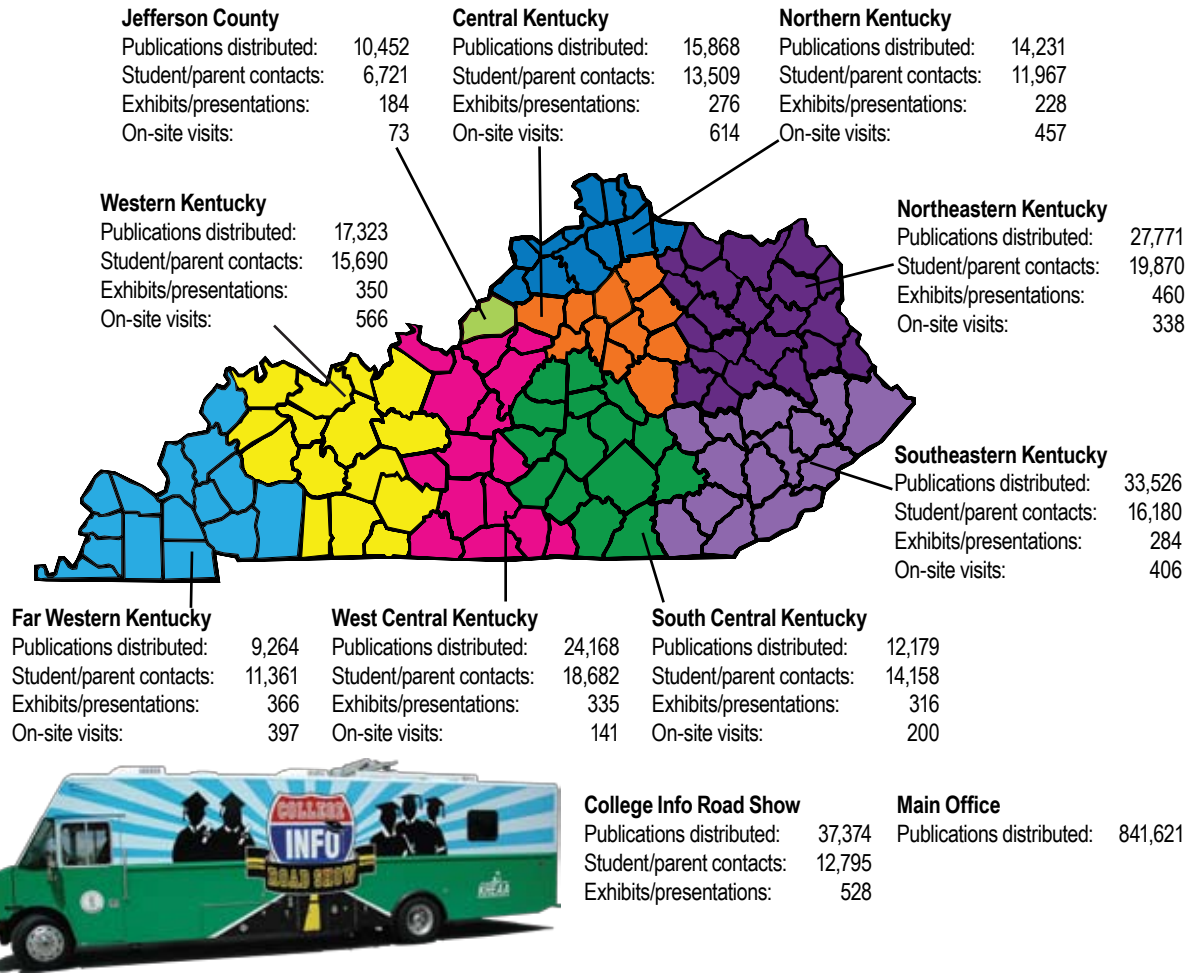 Jefferson County
Publications distributed: 10,452
Student/parent contacts: 6,721
Exhibits/presentations: 184
On-site visits: 73
Central Kentucky
Publications distributed: 15,868
Student/parent contacts: 13,509
Exhibits/presentations: 276
On-site visits: 614
Northern Kentucky
Publications distributed: 14,231
Student/parent contacts: 11,967
Exhibits/presentations: 228
On-site visits: 457
Western Kentucky
Publications distributed: 17,323
Student/parent contacts: 15,690
Exhibits/presentations: 350
On-site visits: 566
Northeastern Kentucky
Publications distributed: 27,771
Student/parent contacts: 19,870
Exhibits/presentations: 460
On-site visits: 338
Southeastern Kentucky
Publications distributed: 33,526
Student/parent contacts: 16,180
Exhibits/presentations: 284
On-site visits: 406
Far Western Kentucky
Publications distributed: 9,264
Student/parent contacts: 11,361
Exhibits/presentations: 366
On-site visits: 397
West Central Kentucky
Publications distributed: 24,168
Student/parent contacts: 18,682
Exhibits/presentations: 335
On-site visits: 141
South Central Kentucky
Publications distributed: 12,179
Student/parent contacts: 14,158
Exhibits/presentations: 316
On-site visits: 200
COLLEGE
INFO
ROAD SHOW
KHEAA
College Info Road Show
Publications distributed: 37,374
Student/parent contacts: 12,795
Exhibits/presentations: 528
Main Office
Publications distributed: 841,621